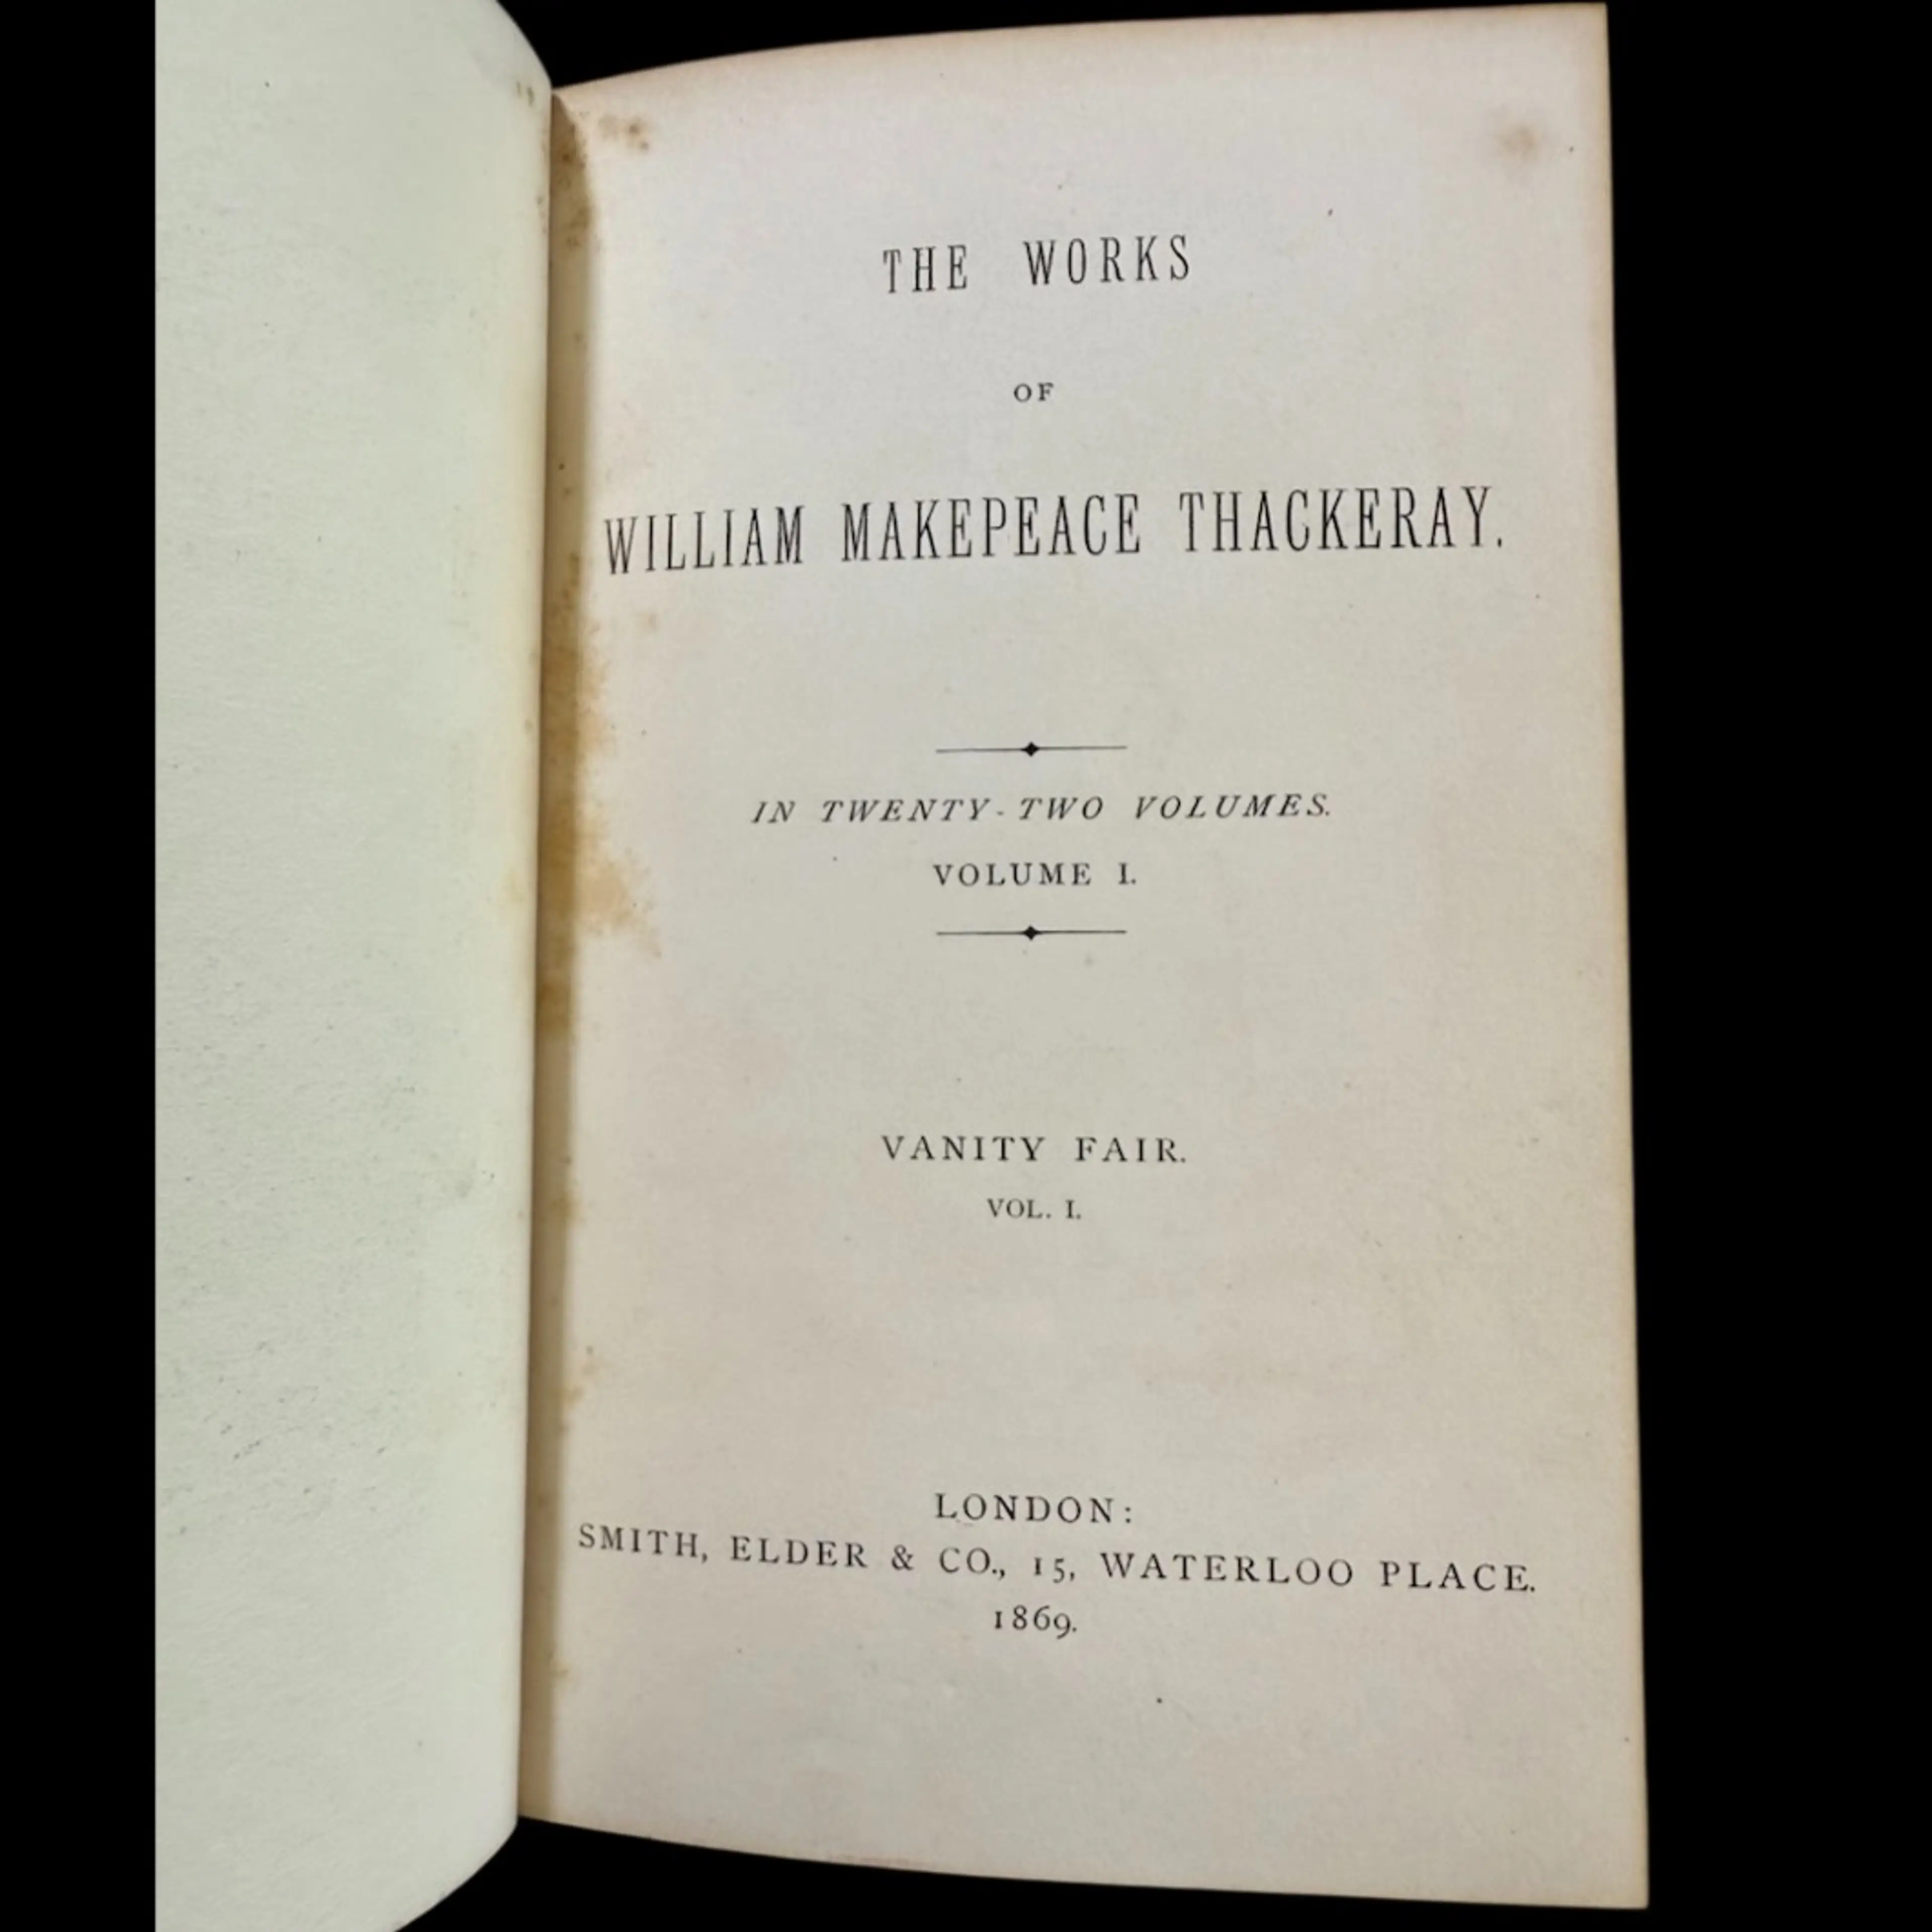 THE WORKS
OF
WILLIAM MAKEPEACE THACKERAY.
IN TWENTY-TWO VOLUMES.
VOLUME I.
VANITY FAIR.
VOL. I.
LONDON:
SMITH, ELDER & CO., 15, WATERLOO PLACE.
1869.